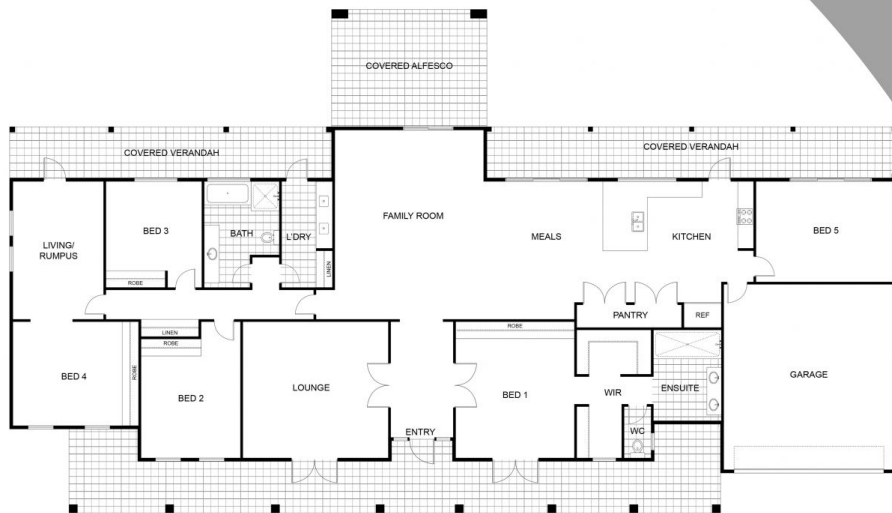 COVERED ALFESCO
COVERED VERANDAH
COVERED VERANDAH
FAMILY ROOM
BED 3
BATH
L'DRY
LIVING/
RUMPUS
MEALS
KITCHEN
BED 5
LINEN
ROBE
PANTRY
REF
LINEN
ROBE
ROBE
BED 4
ROBE
BED 2
LOUNGE
BED 1
WIR
ENSUITE
GARAGE
ENTRY
WC